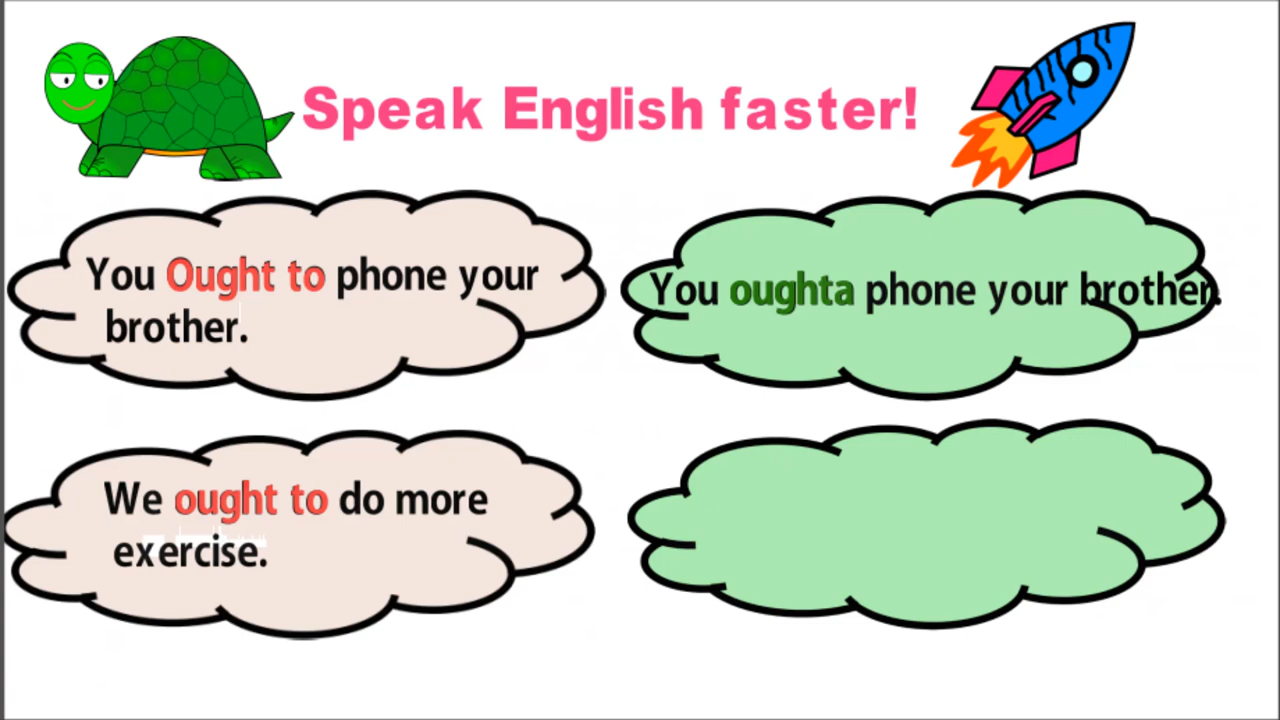 Speak English faster!
You Ought to phone your
brother.
You oughta phone your brother.
We ought to do more
exercise.